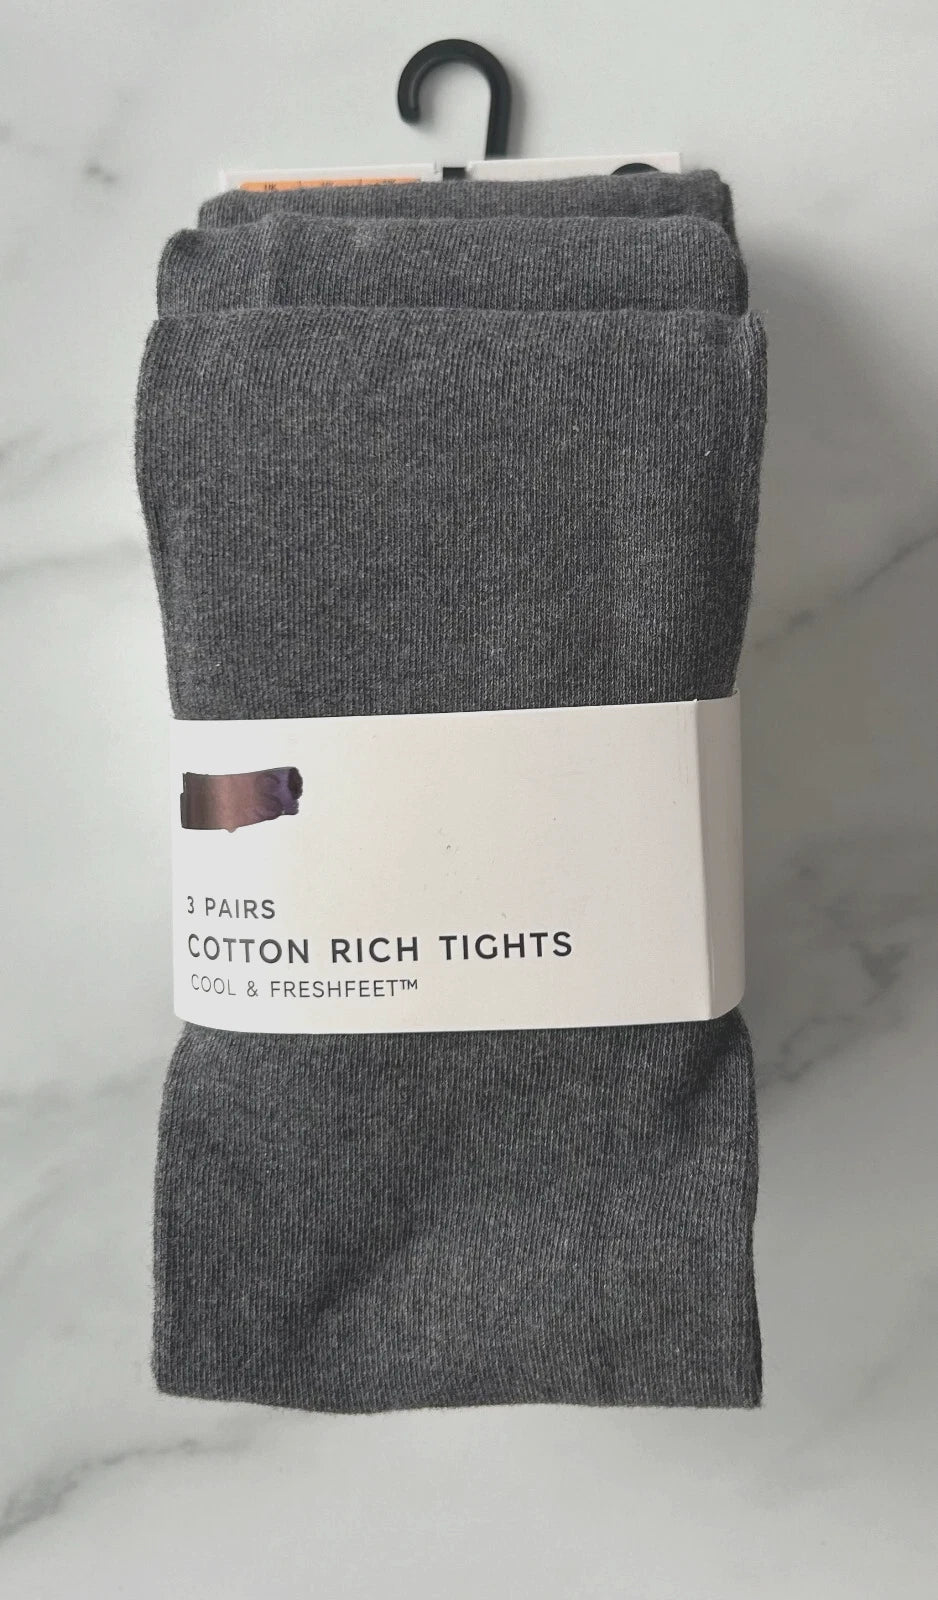 3 PAIRS
COTTON RICH TIGHTS
COOL & FRESHFEET™